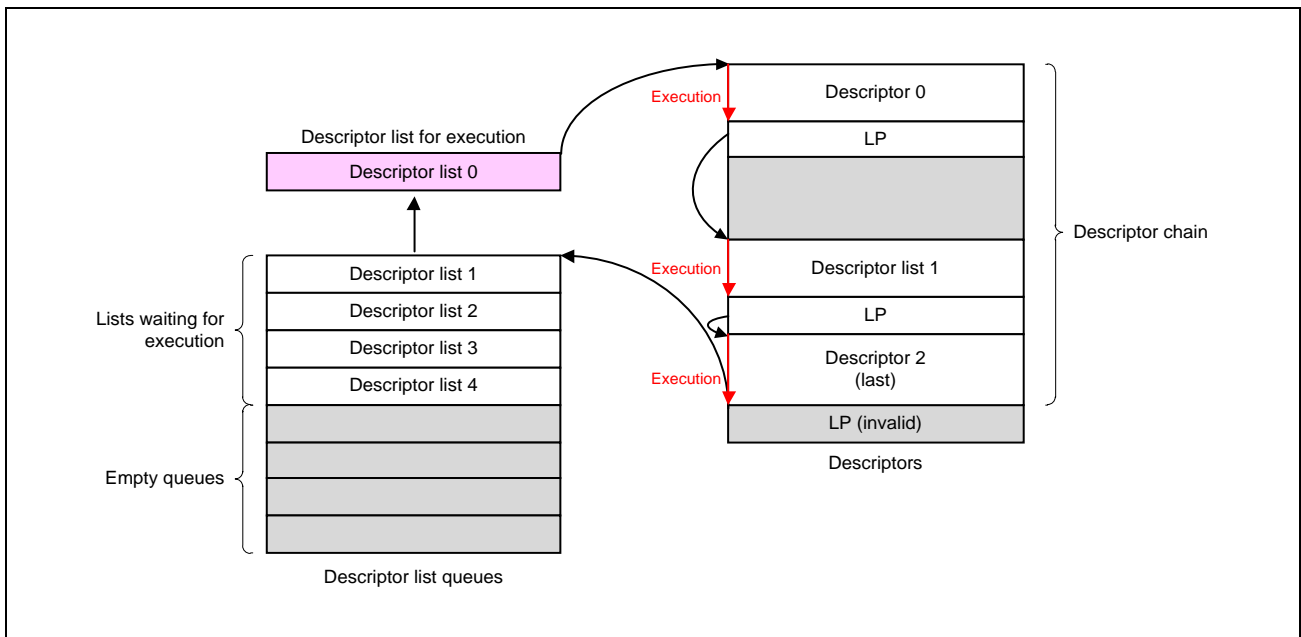 Descriptor list for execution
Descriptor list 0
Lists waiting for
execution
Descriptor list 1
Descriptor list 2
Descriptor list 3
Descriptor list 4
Empty queues
Descriptor list queues
Execution
Descriptor 0
LP
Execution
Descriptor list 1
LP
Execution
Descriptor 2
(last)
LP (invalid)
Descriptors
Descriptor chain